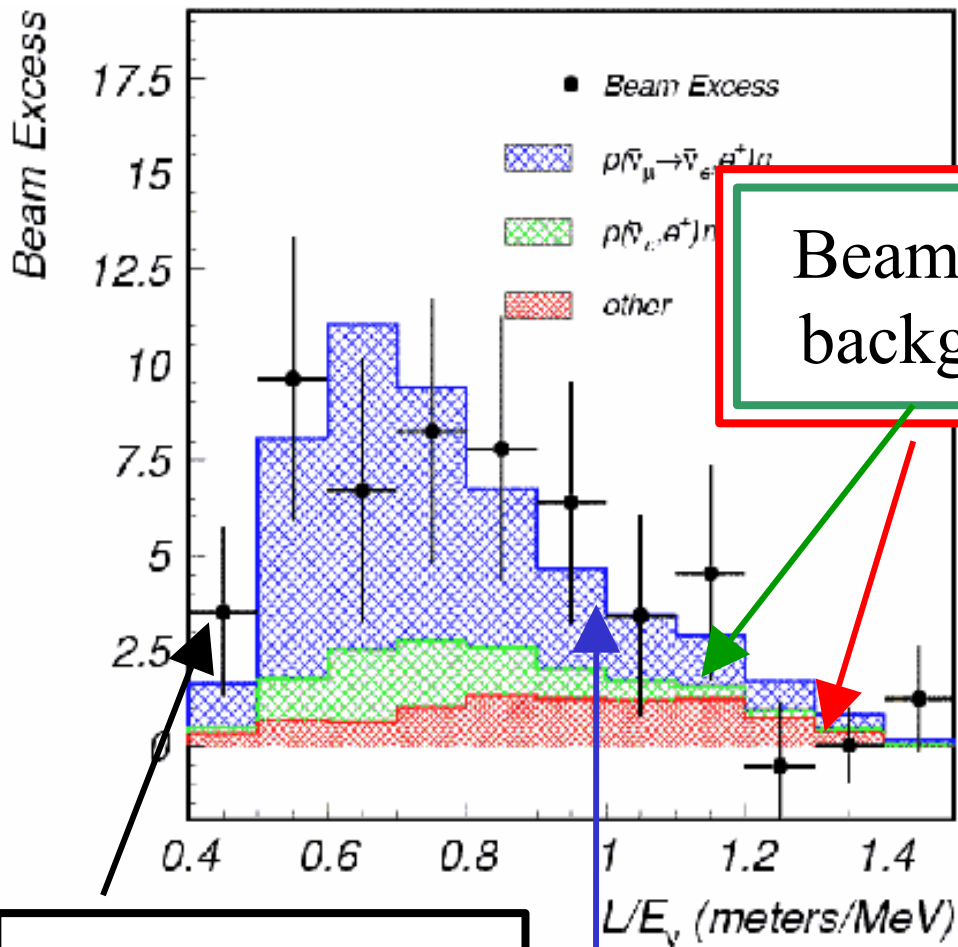 Beam Excess
17.5
15
12.5
10
7.5
5
2.5
0
Beam Excess
p(ν̄μ→ν̄e,e⁺)n
p(ν̄e,e⁺)n
other
Beam
backg
0.4 0.6 0.8 1 1.2 1.4
L/Eν (meters/MeV)